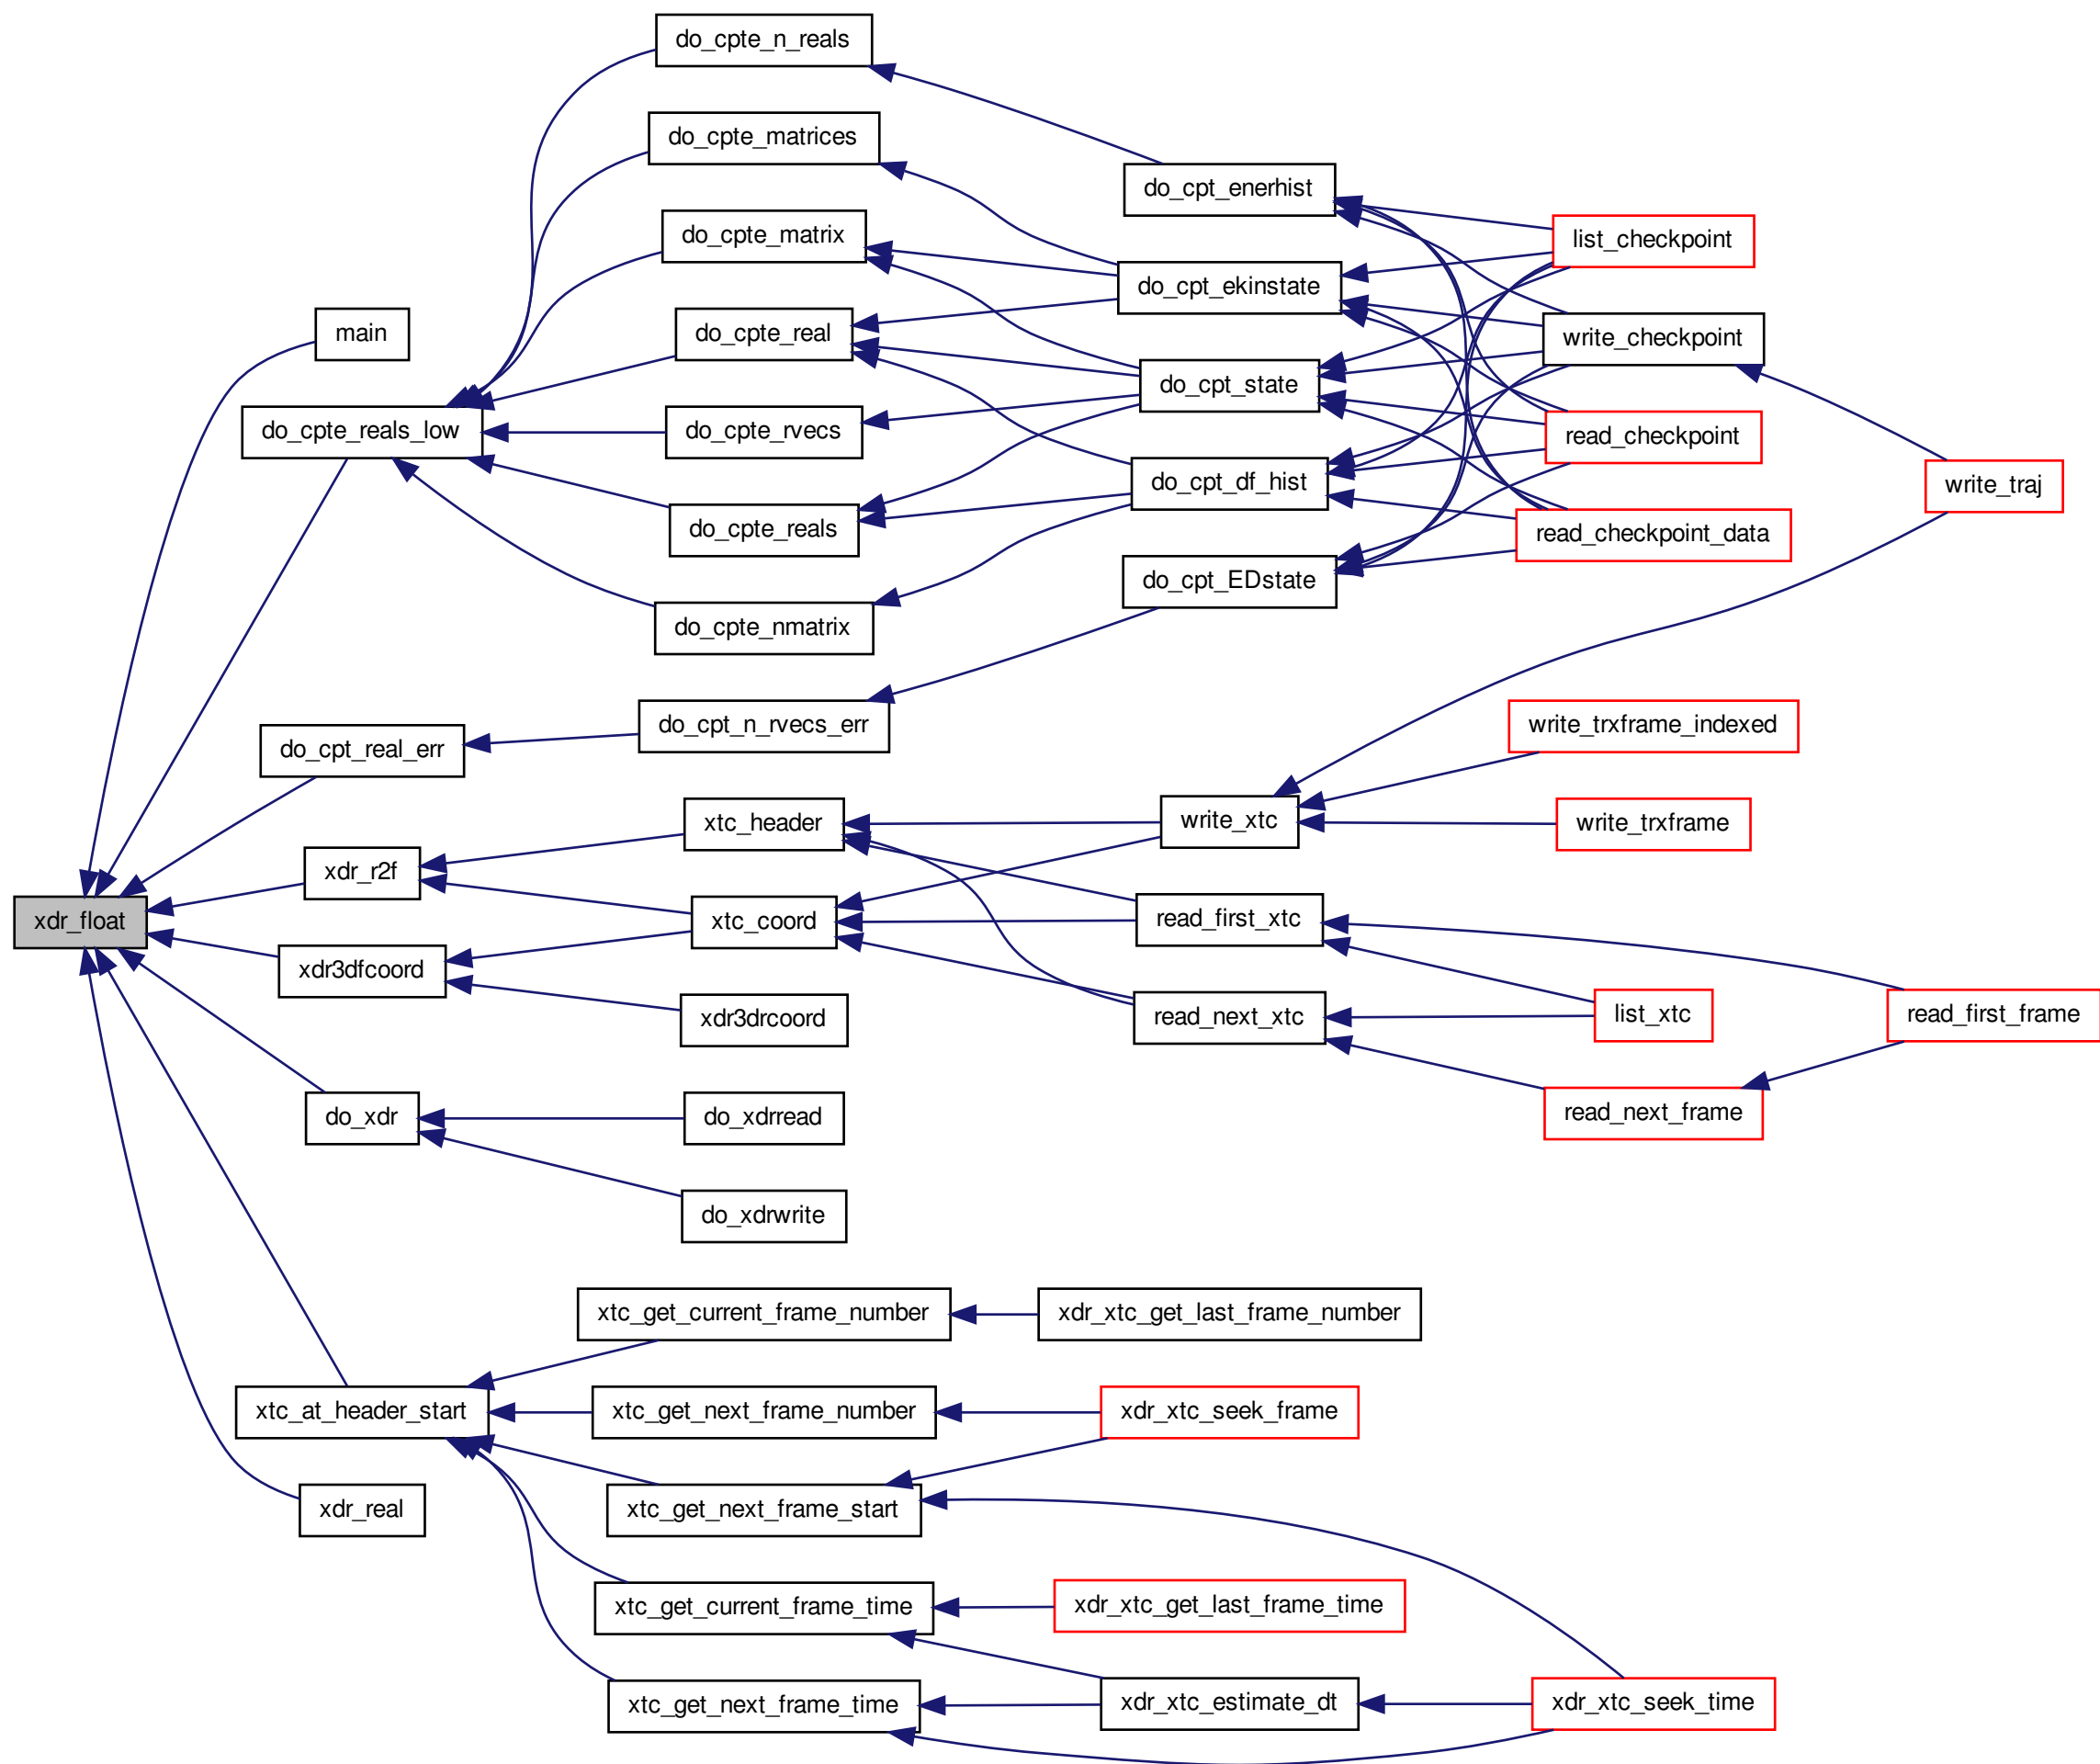 xdr_float
main
do_cpte_reals_low
do_cpt_real_err
xdr_r2f
xdr3dfcoord
do_xdr
xtc_at_header_start
xdr_real
do_cpte_n_reals
do_cpte_matrices
do_cpte_matrix
do_cpte_real
do_cpte_rvecs
do_cpte_reals
do_cpte_nmatrix
do_cpt_n_rvecs_err
xtc_header
xtc_coord
xdr3drcoord
do_xdrread
do_xdrwrite
xtc_get_current_frame_number
xtc_get_next_frame_number
xtc_get_next_frame_start
xtc_get_current_frame_time
xtc_get_next_frame_time
do_cpt_enerhist
do_cpt_ekinstate
do_cpt_state
do_cpt_df_hist
do_cpt_EDstate
write_xtc
read_first_xtc
read_next_xtc
xdr_xtc_get_last_frame_number
xdr_xtc_seek_frame
xdr_xtc_get_last_frame_time
xdr_xtc_estimate_dt
list_checkpoint
write_checkpoint
read_checkpoint
read_checkpoint_data
write_trxframe_indexed
write_trxframe
list_xtc
read_next_frame
xdr_xtc_seek_time
write_traj
read_first_frame